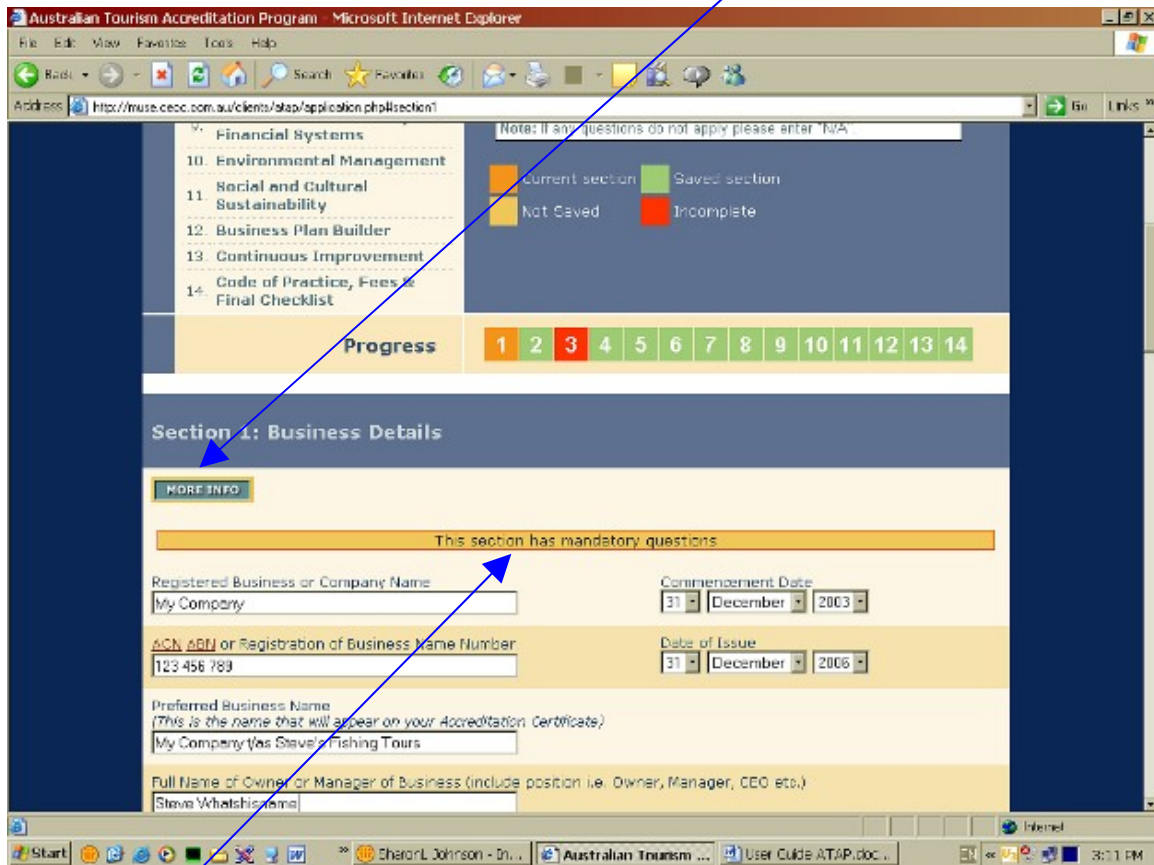 Australian Tourism Accreditation Program - Microsoft Internet Explorer
File Edit View Favorites Tools Help
Back Search Favorites
Address http://muse.ceoc.com.au/clients/atap/application.php#section1 Go Links
9. Financial Systems
Note: If any questions do not apply please enter "N/A".
10. Environmental Management
11. Social and Cultural Sustainability
Current section Saved section
Not Saved Incomplete
12. Business Plan Builder
13. Continuous Improvement
14. Code of Practice, Fees & Final Checklist
Progress 1 2 3 4 5 6 7 8 9 10 11 12 13 14
Section 1: Business Details
MORE INFO
This section has mandatory questions
Registered Business or Company Name
My Company
Commencement Date
31 December 2003
ACN ABN or Registration of Business Name Number
123 456 789
Date of Issue
31 December 2006
Preferred Business Name
(This is the name that will appear on your Accreditation Certificate)
My Company t/as Steve's Fishing Tours
Full Name of Owner or Manager of Business (include position i.e. Owner, Manager, CEO etc.)
Steve Whatshisname
Internet
Start SharonL Johnson - In... Australian Tourism ... User Guide ATAP.doc ... 3:11 PM